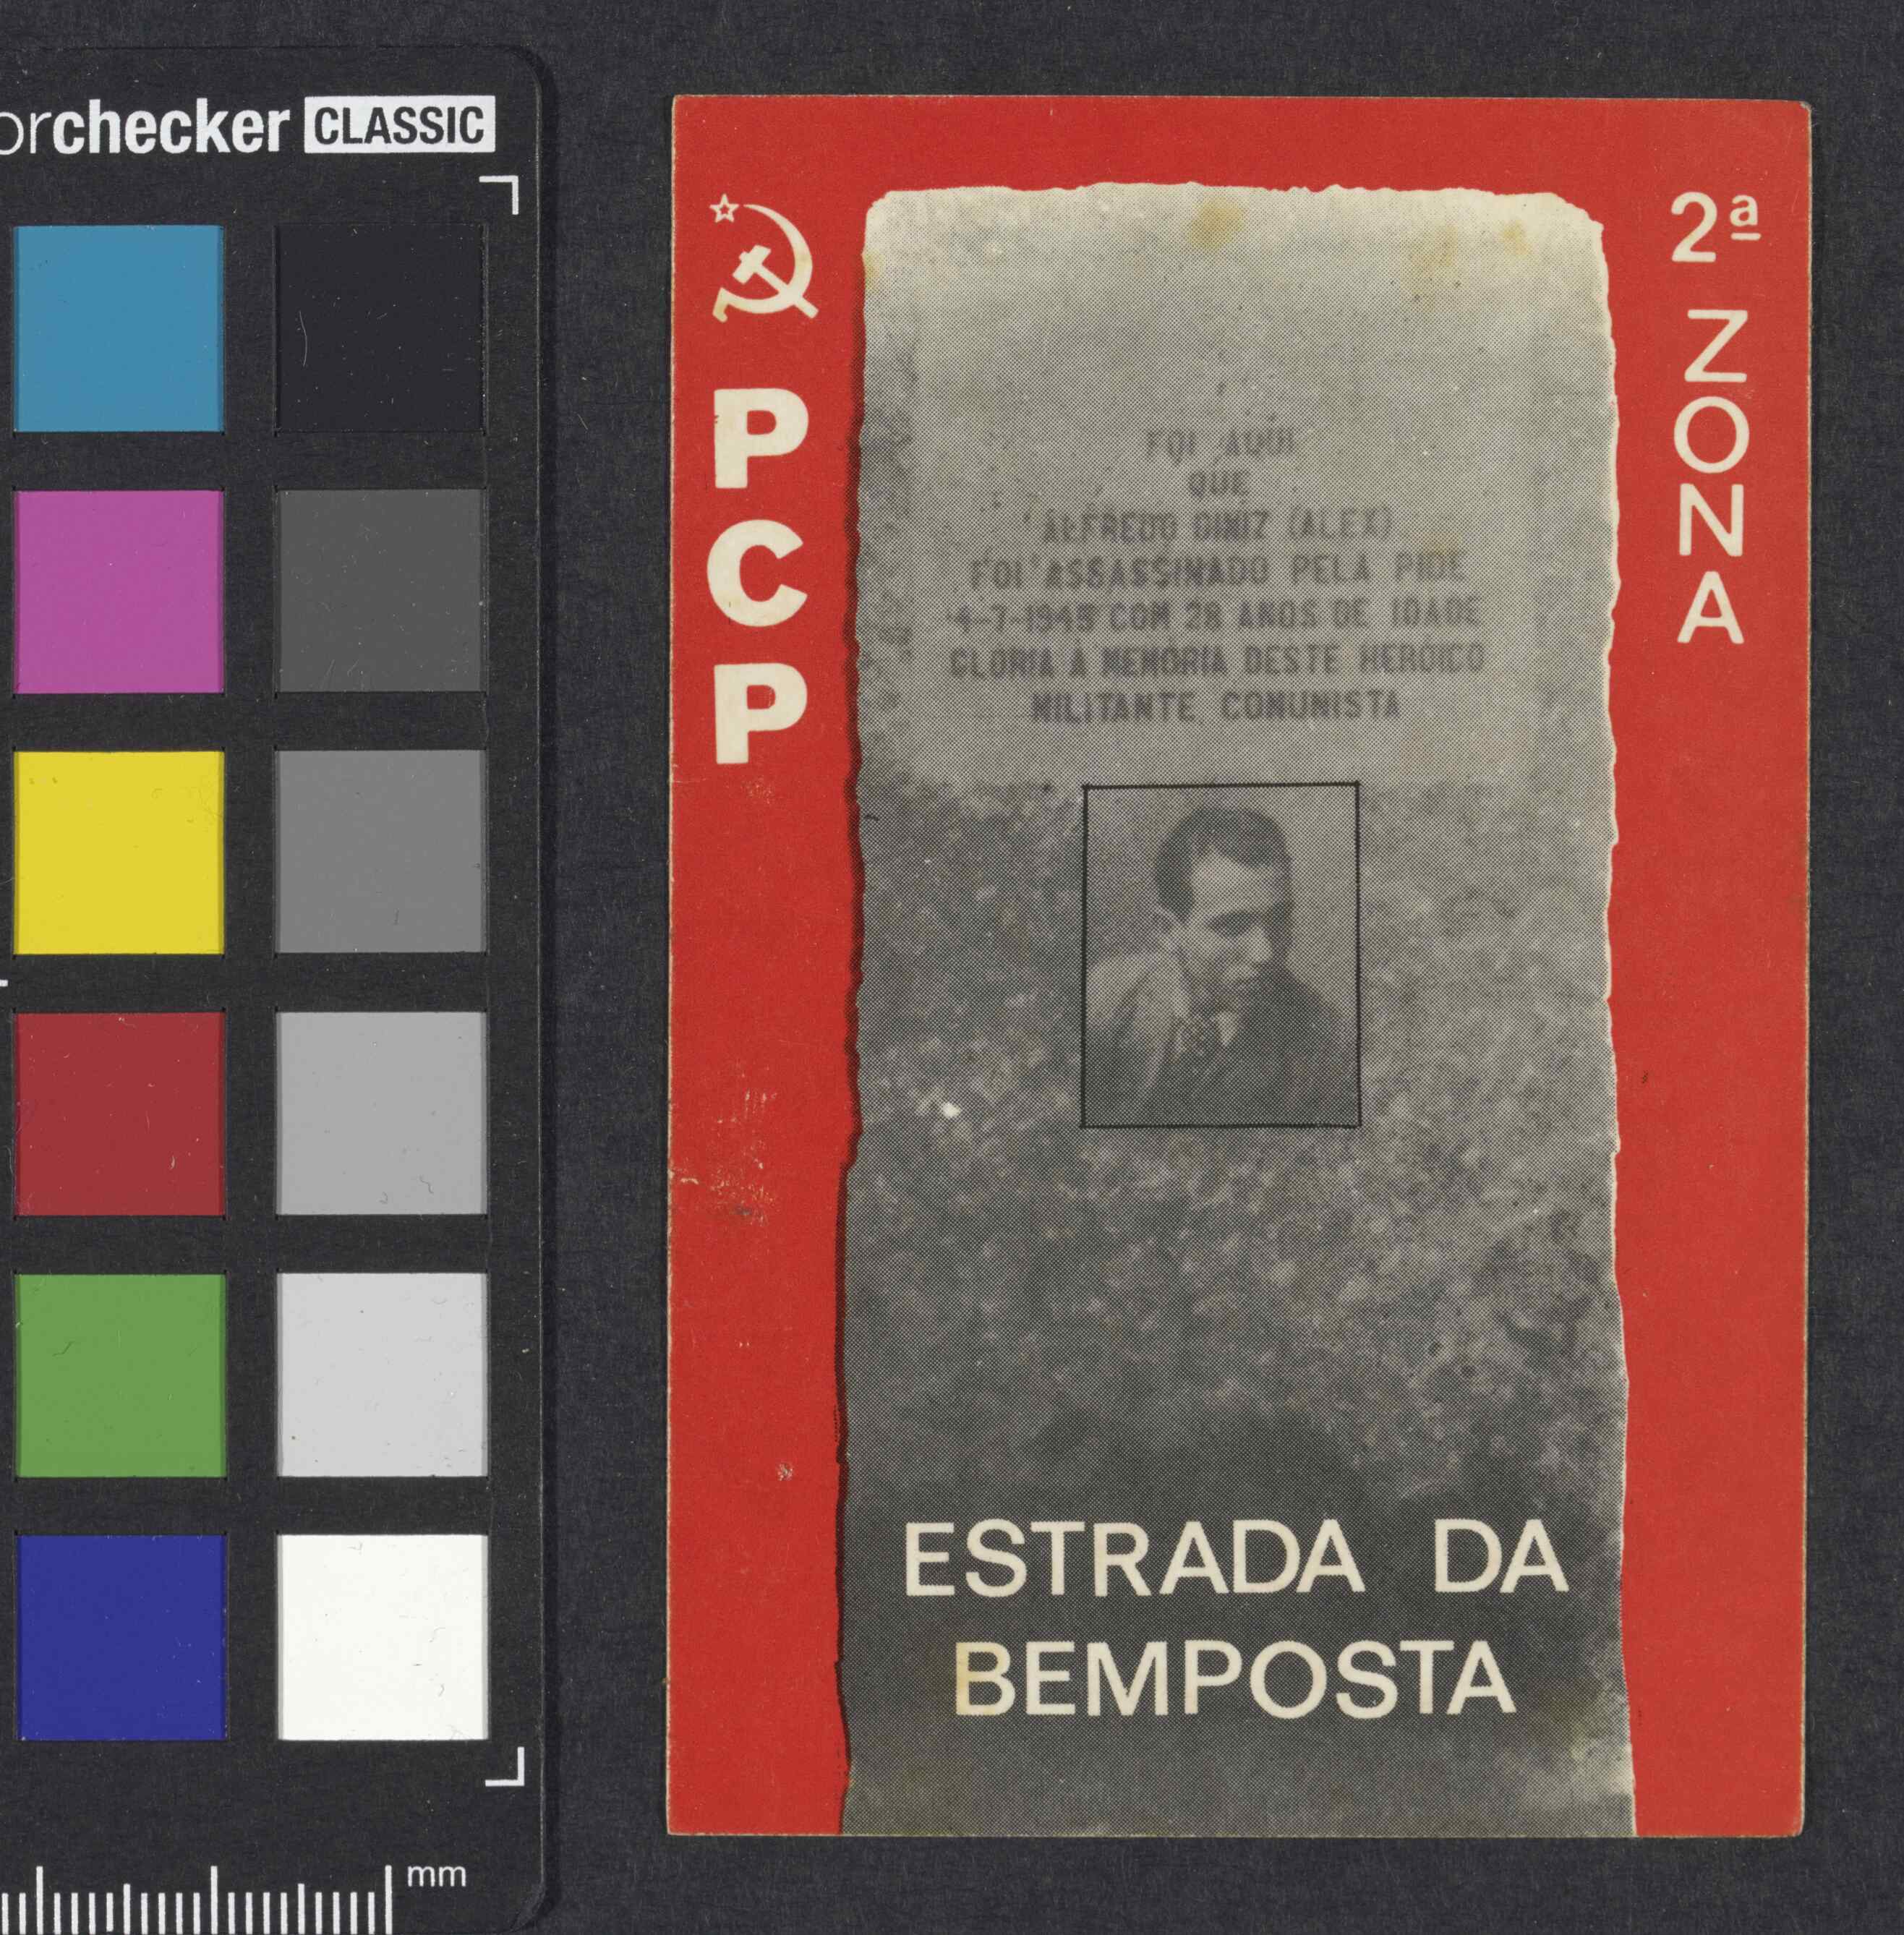 orchecker CLASSIC
mm
PCP
2ª ZONA
FOI AQUI
QUE
ALFREDO DINIZ (ALEX)
FOI ASSASSINADO PELA PIDE
4-7-1945 COM 28 ANOS DE IDADE
GLORIA A MEMORIA DESTE HEROICO
MILITANTE COMUNISTA
ESTRADA DA
BEMPOSTA